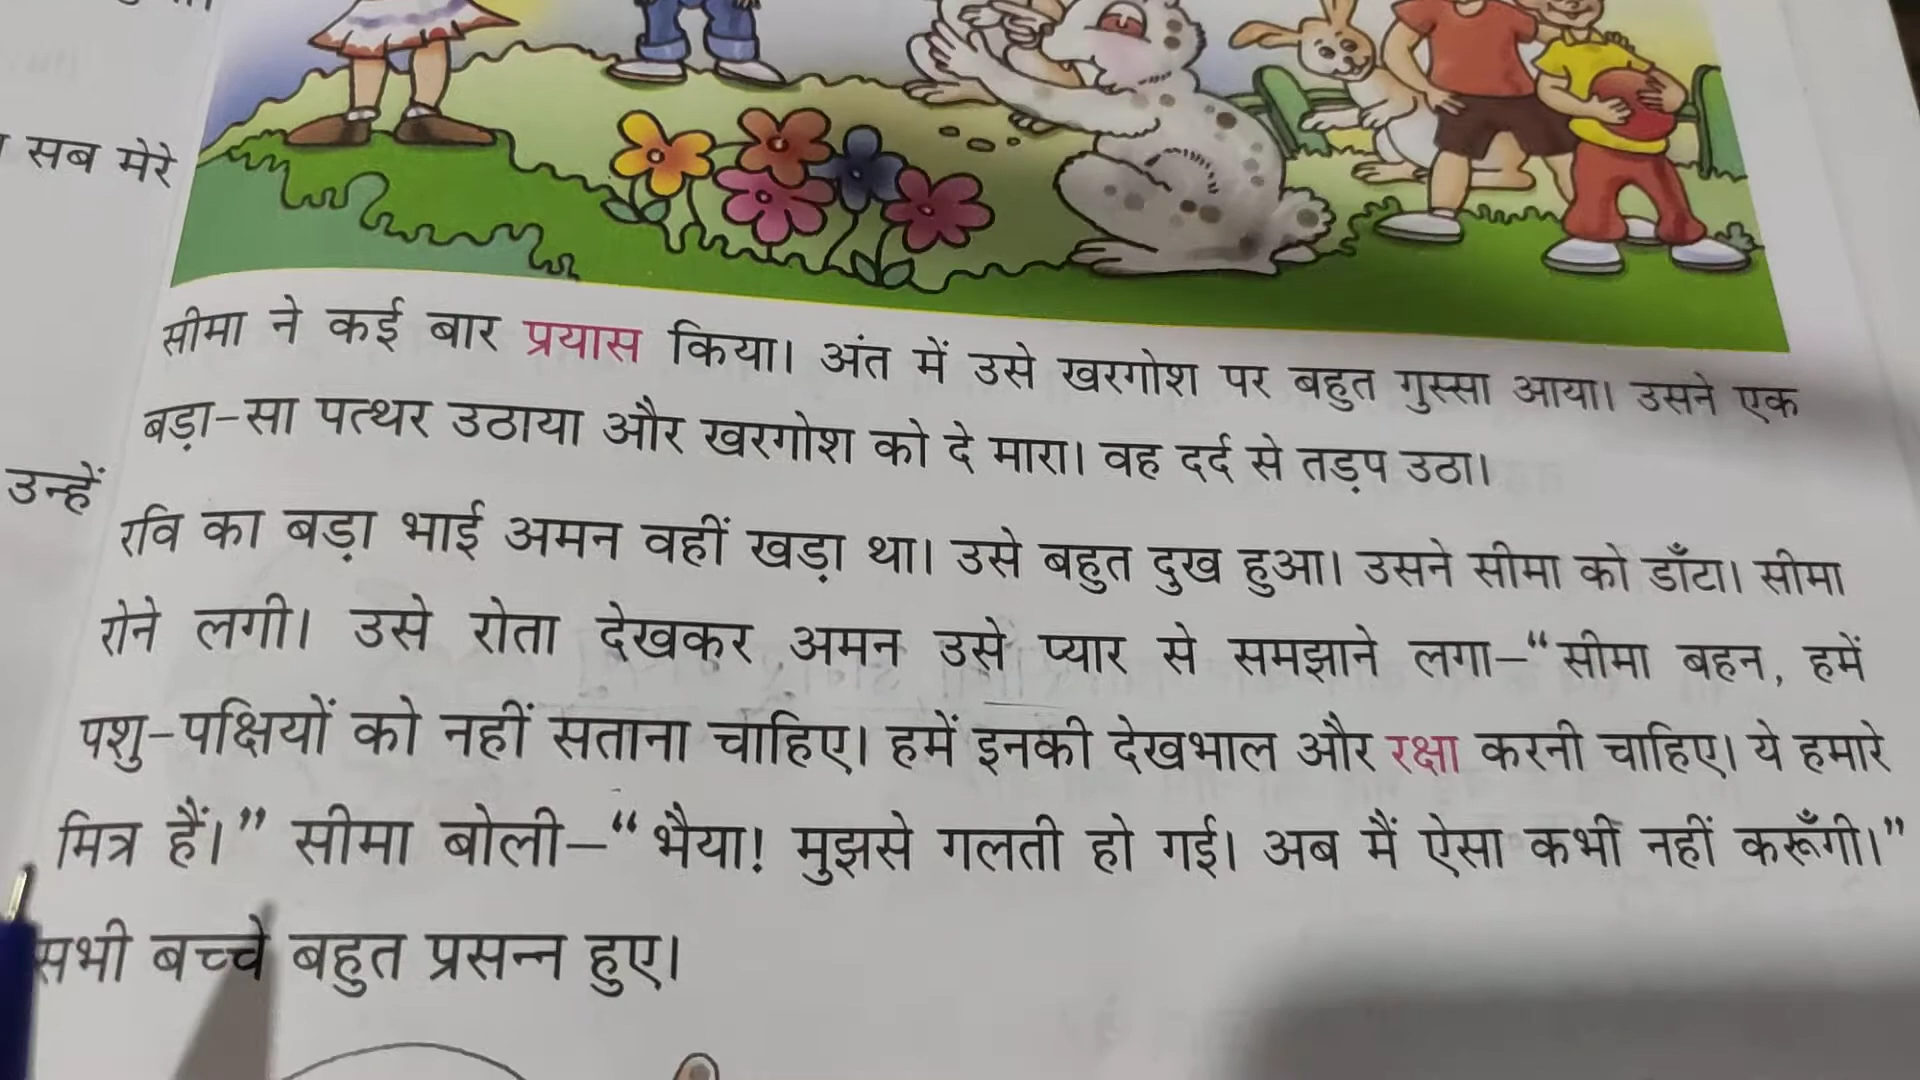 सब मेरे
उन्हें
सीमा ने कई बार प्रयास किया। अंत में उसे खरगोश पर बहुत गुस्सा आया। उसने एक
बड़ा-सा पत्थर उठाया और खरगोश को दे मारा। वह दर्द से तड़प उठा।
रवि का बड़ा भाई अमन वहीं खड़ा था। उसे बहुत दुख हुआ। उसने सीमा को डाँटा। सीमा
रोने लगी। उसे रोता देखकर अमन उसे प्यार से समझाने लगा–“सीमा बहन, हमें
पशु-पक्षियों को नहीं सताना चाहिए। हमें इनकी देखभाल और रक्षा करनी चाहिए। ये हमारे
मित्र हैं।” सीमा बोली–“भैया! मुझसे गलती हो गई। अब मैं ऐसा कभी नहीं करूँगी।”
सभी बच्चे बहुत प्रसन्न हुए।